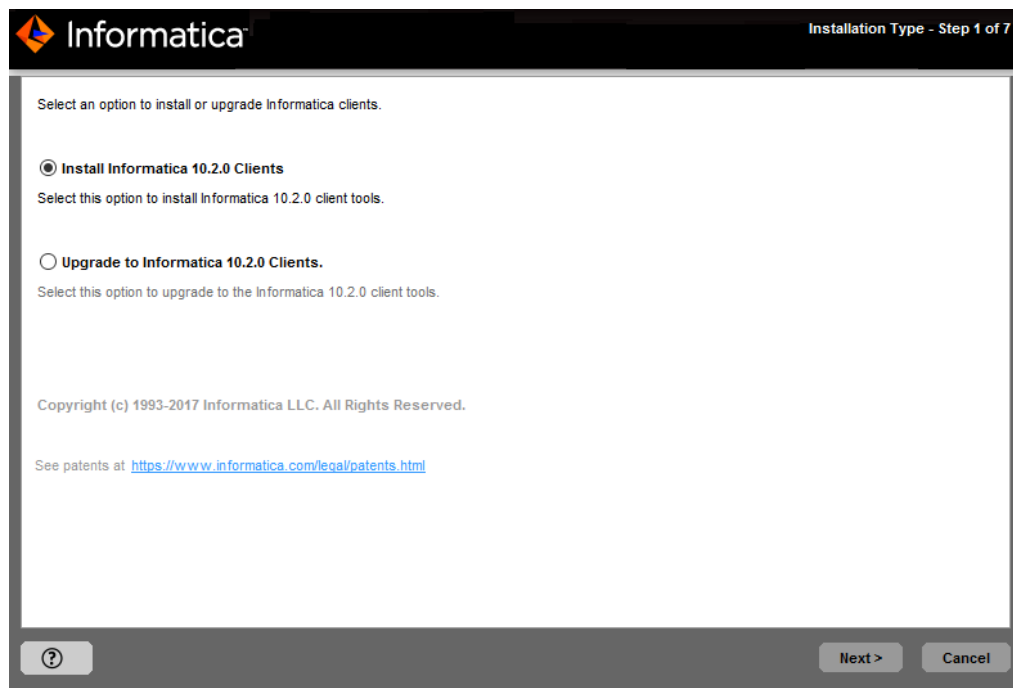 Informatica
Installation Type - Step 1 of 7
Select an option to install or upgrade Informatica clients.
Install Informatica 10.2.0 Clients
Select this option to install Informatica 10.2.0 client tools.
Upgrade to Informatica 10.2.0 Clients.
Select this option to upgrade to the Informatica 10.2.0 client tools.
Copyright (c) 1993-2017 Informatica LLC. All Rights Reserved.
See patents at https://www.informatica.com/legal/patents.html
?
Next >
Cancel